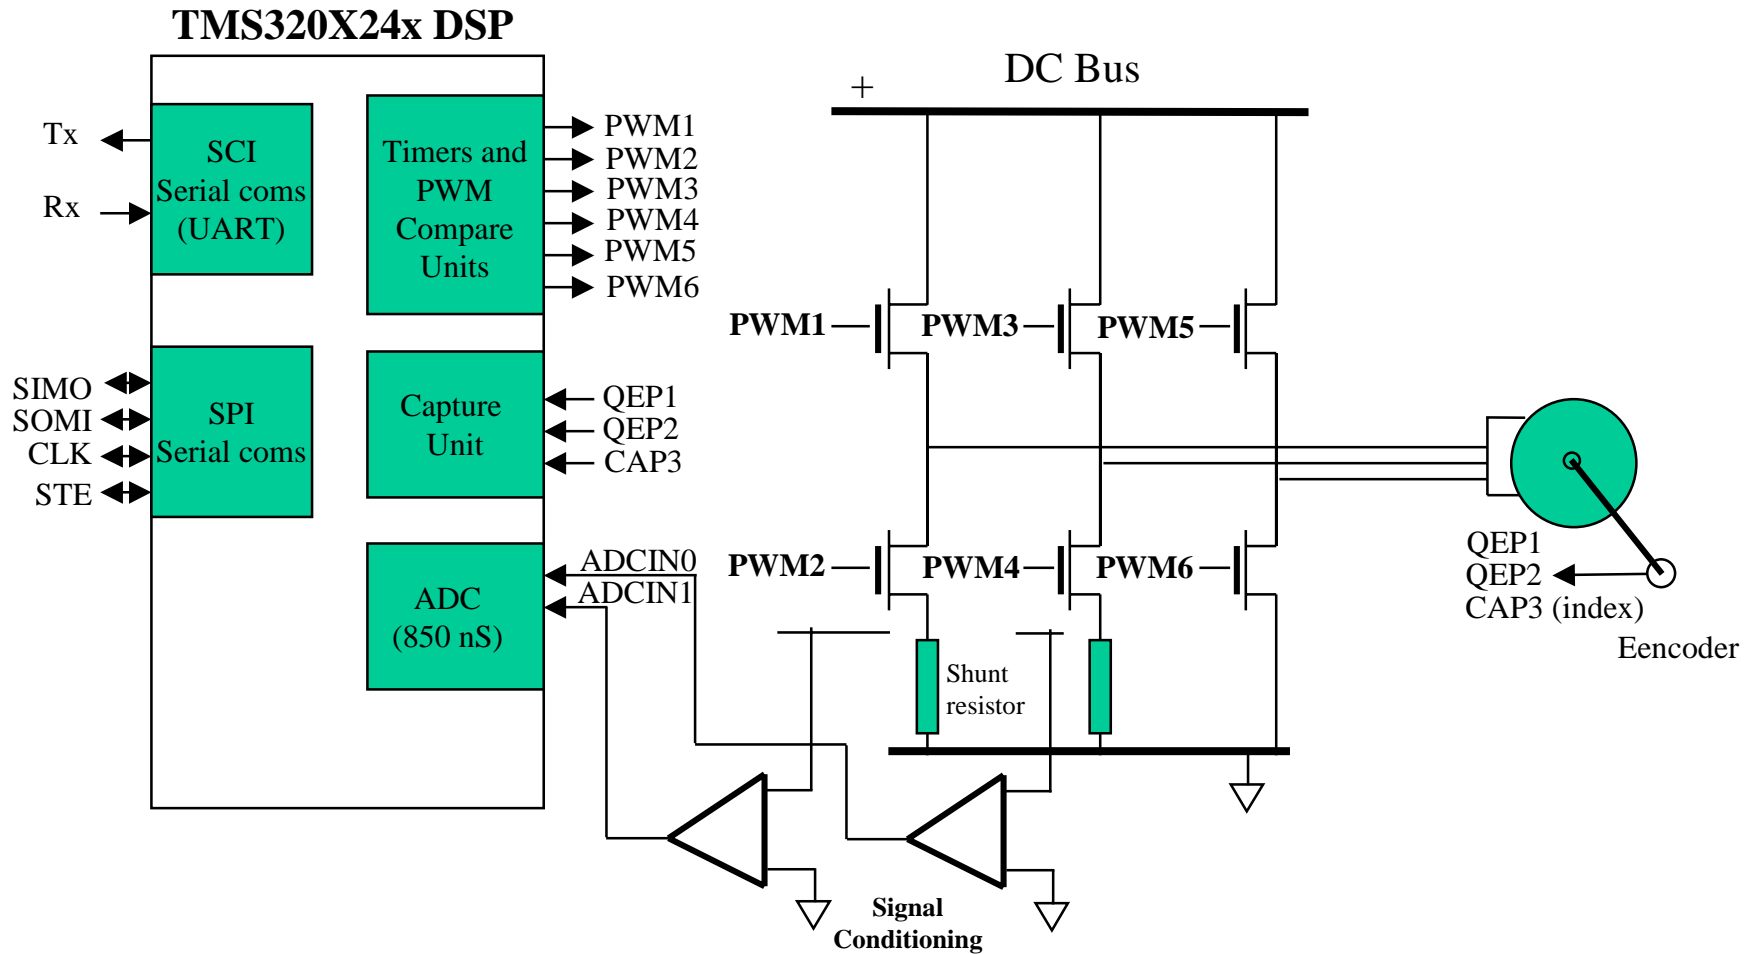 TMS320X24x DSP
DC Bus
+
Tx
Rx
SCI
Serial coms
(UART)
Timers and
PWM
Compare
Units
PWM1
PWM2
PWM3
PWM4
PWM5
PWM6
PWM1
PWM3
PWM5
SIMO
SOMI
CLK
STE
SPI
Serial coms
Capture
Unit
QEP1
QEP2
CAP3
ADC
(850 nS)
ADCIN0
ADCIN1
PWM2
PWM4
PWM6
QEP1
QEP2
CAP3 (index)
Eencoder
Shunt
resistor
Signal
Conditioning